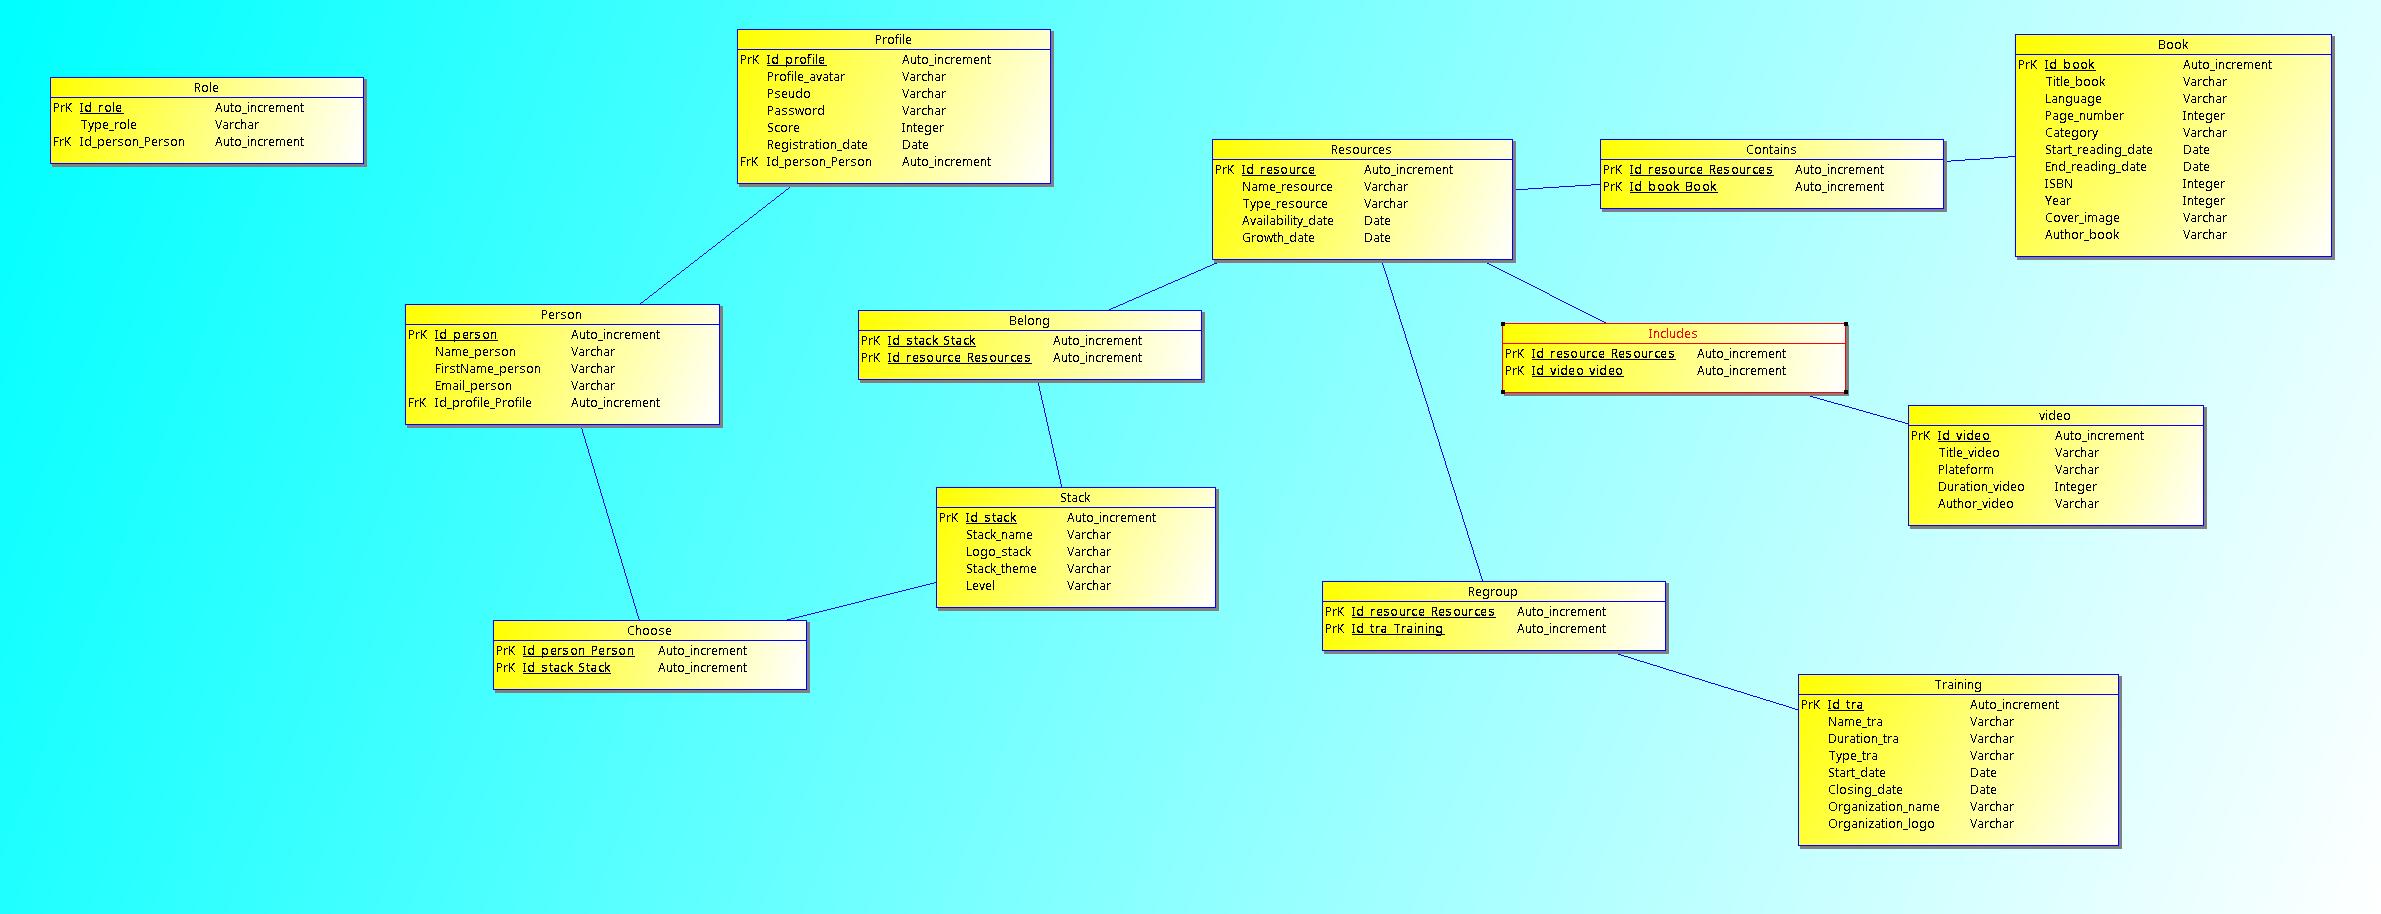 Role
PrK Id_role Auto_increment
Type_role Varchar
FrK Id_person_Person Auto_increment
Profile
PrK Id_profile Auto_increment
Profile_avatar Varchar
Pseudo Varchar
Password Varchar
Score Integer
Registration_date Date
FrK Id_person_Person Auto_increment
Resources
PrK Id_resource Auto_increment
Name_resource Varchar
Type_resource Varchar
Availability_date Date
Growth_date Date
Contains
PrK Id_resource_Resources Auto_increment
PrK Id_book_Book Auto_increment
Book
PrK Id_book Auto_increment
Title_book Varchar
Language Varchar
Page_number Integer
Category Varchar
Start_reading_date Date
End_reading_date Date
ISBN Integer
Year Integer
Cover_image Varchar
Author_book Varchar
Person
PrK Id_person Auto_increment
Name_person Varchar
FirstName_person Varchar
Email_person Varchar
FrK Id_profile_Profile Auto_increment
Belong
PrK Id_stack_Stack Auto_increment
PrK Id_resource_Resources Auto_increment
Includes
PrK Id_resource_Resources Auto_increment
PrK Id_video_video Auto_increment
video
PrK Id_video Auto_increment
Title_video Varchar
Plateform Varchar
Duration_video Integer
Author_video Varchar
Stack
PrK Id_stack Auto_increment
Stack_name Varchar
Logo_stack Varchar
Stack_theme Varchar
Level Varchar
Choose
PrK Id_person_Person Auto_increment
PrK Id_stack_Stack Auto_increment
Regroup
PrK Id_resource_Resources Auto_increment
PrK Id_tra_Training Auto_increment
Training
PrK Id_tra Auto_increment
Name_tra Varchar
Duration_tra Varchar
Type_tra Varchar
Start_date Date
Closing_date Date
Organization_name Varchar
Organization_logo Varchar